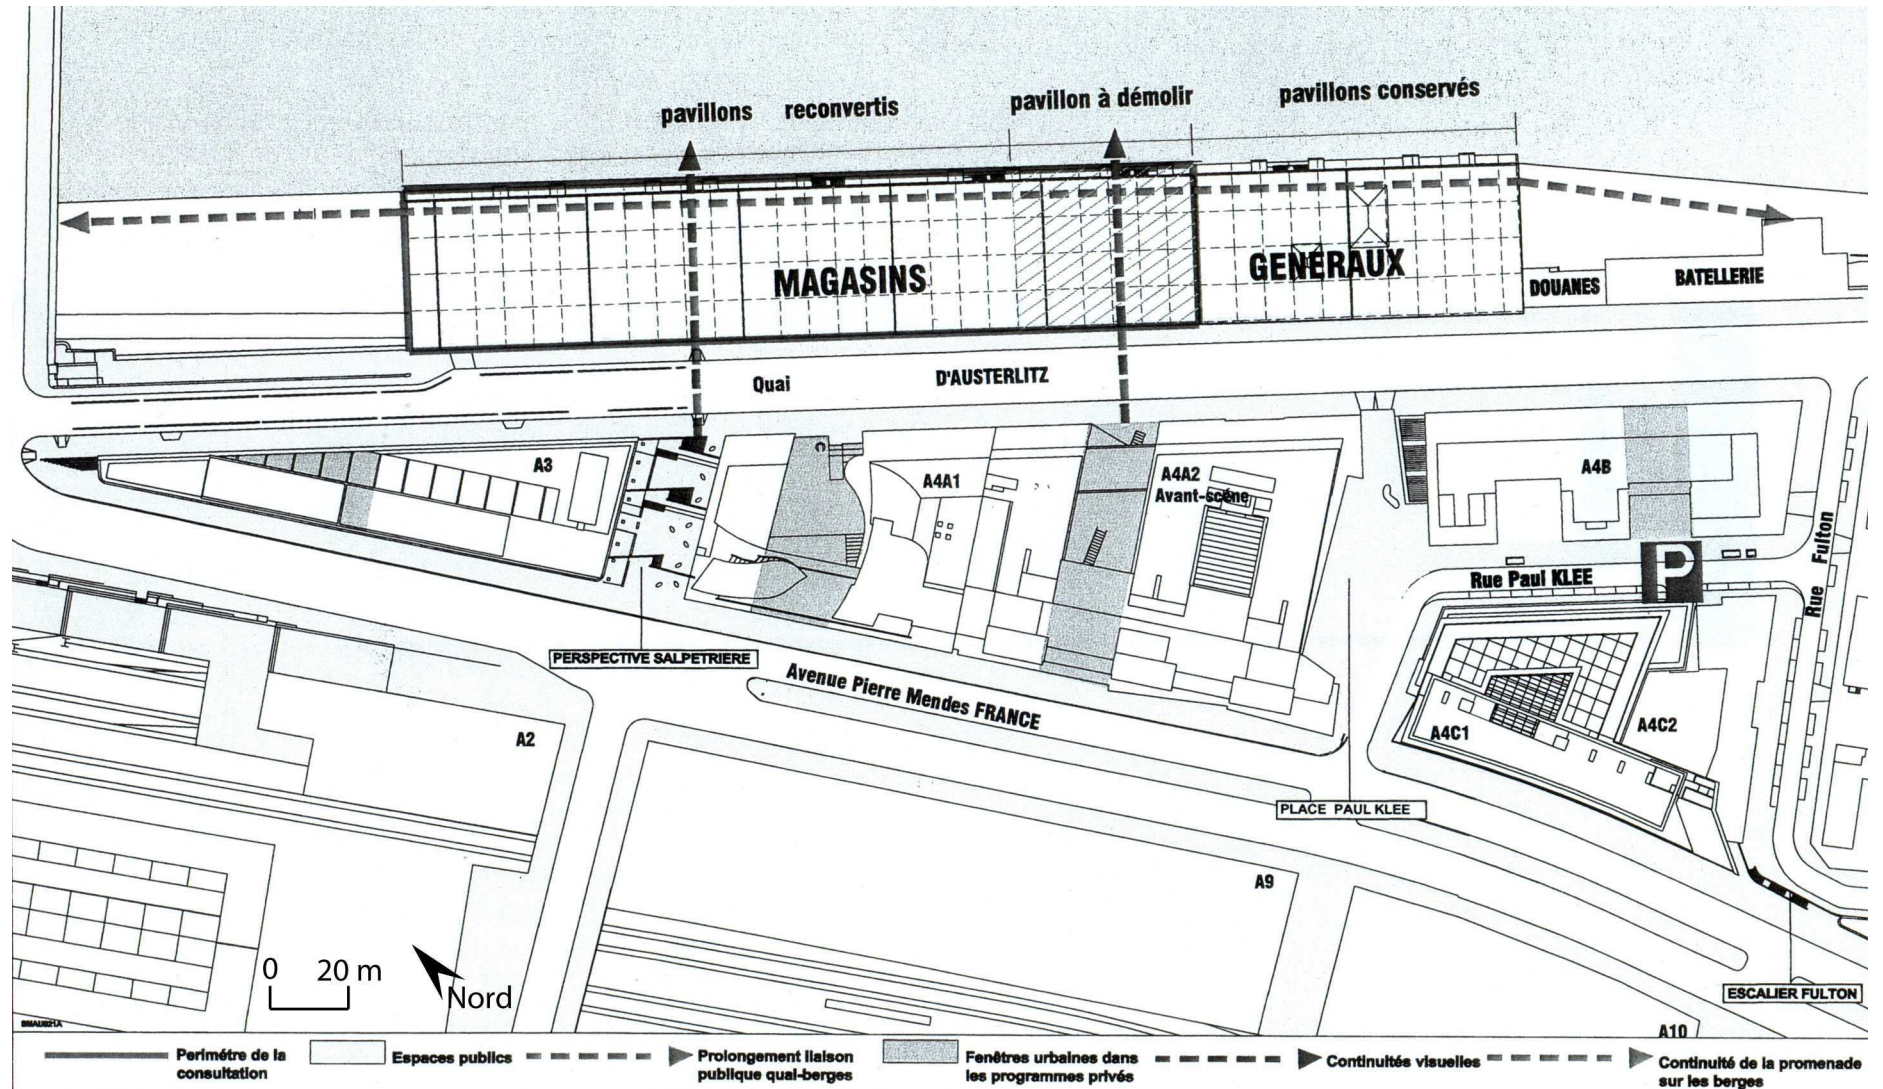 pavillons reconvertis
pavillon à démolir
pavillons conservés
MAGASINS
GENERAUX
DOUANES
BATELLERIE
Quai D'AUSTERLITZ
A3
A4A1
A4A2
Avant-scéne
A4B
Rue Paul KLEE
P
Rue Fulton
PERSPECTIVE SALPETRIERE
Avenue Pierre Mendes FRANCE
A2
A4C1
A4C2
PLACE PAUL KLEE
A9
ESCALIER FULTON
A10
0 20 m
Nord
Perimétre de la
consultation
Espaces publics
Prolongement liaison
publique quai-berges
Fenêtres urbaines dans
les programmes privés
Continuités visuelles
Continuité de la promenade
sur les berges